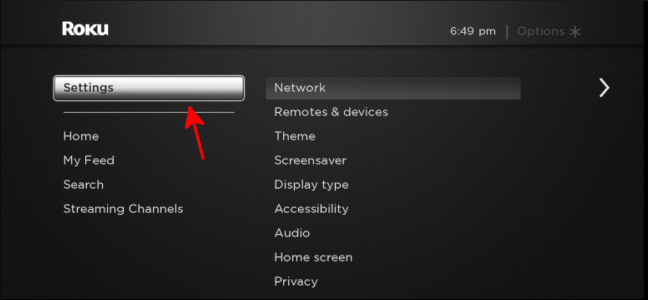 Roku
6:49 pm | Options
Settings
Home
My Feed
Search
Streaming Channels
Network
Remotes & devices
Theme
Screensaver
Display type
Accessibility
Audio
Home screen
Privacy